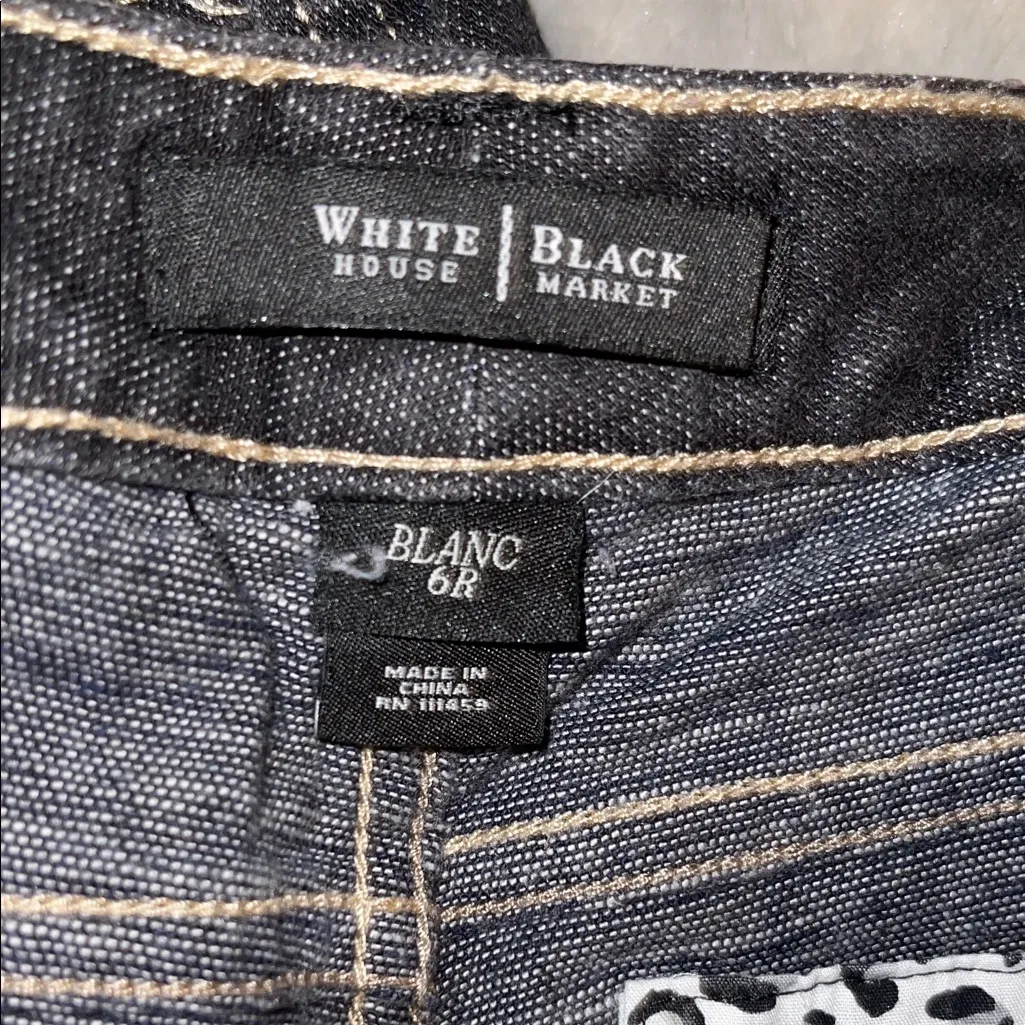 WHITE | BLACK
HOUSE MARKET
BLANC
6R
MADE IN
CHINA
RN 111459